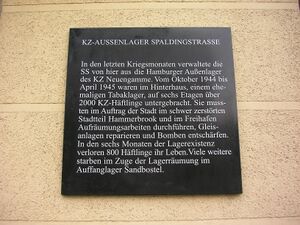 KZ-AUSSENLAGER SPALDINGSTRASSE
In den letzten Kriegsmonaten verwaltete die
SS von hier aus die Hamburger Außenlager
des KZ Neuengamme. Vom Oktober 1944 bis
April 1945 waren im Hinterhaus, einem ehe-
maligen Tabaklager, auf sechs Etagen über
2000 KZ-Häftlinge untergebracht. Sie muss-
ten im Auftrag der Stadt im schwer zerstörten
Stadtteil Hammerbrook und im Freihafen
Aufräumungsarbeiten durchführen, Gleis-
anlagen reparieren und Bomben entschärfen.
In den sechs Monaten der Lagerexistenz
verloren 800 Häftlinge ihr Leben. Viele weitere
starben im Zuge der Lagerräumung im
Auffanglager Sandbostel.